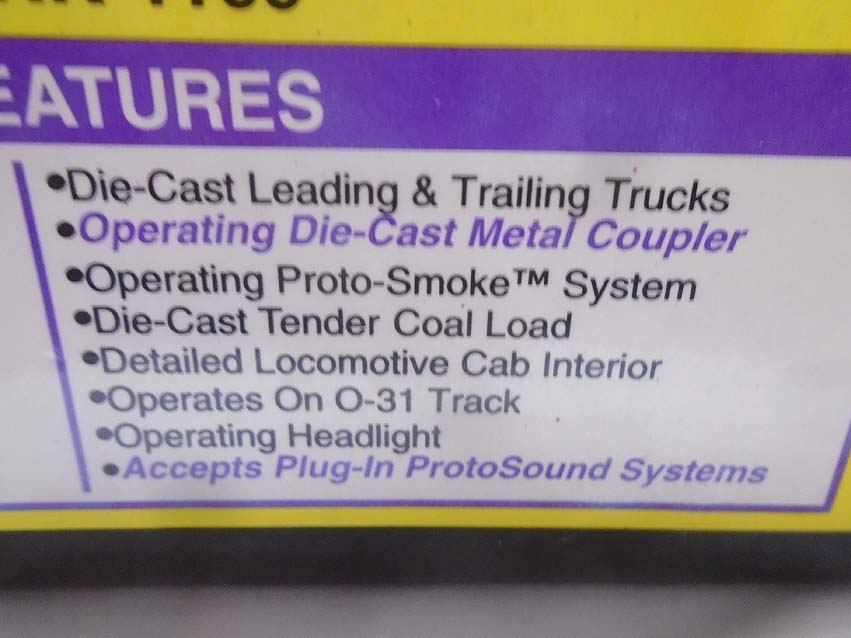 EATURES
•Die-Cast Leading & Trailing Trucks
•Operating Die-Cast Metal Coupler
•Operating Proto-Smoke™ System
•Die-Cast Tender Coal Load
•Detailed Locomotive Cab Interior
•Operates On O-31 Track
•Operating Headlight
•Accepts Plug-In ProtoSound Systems